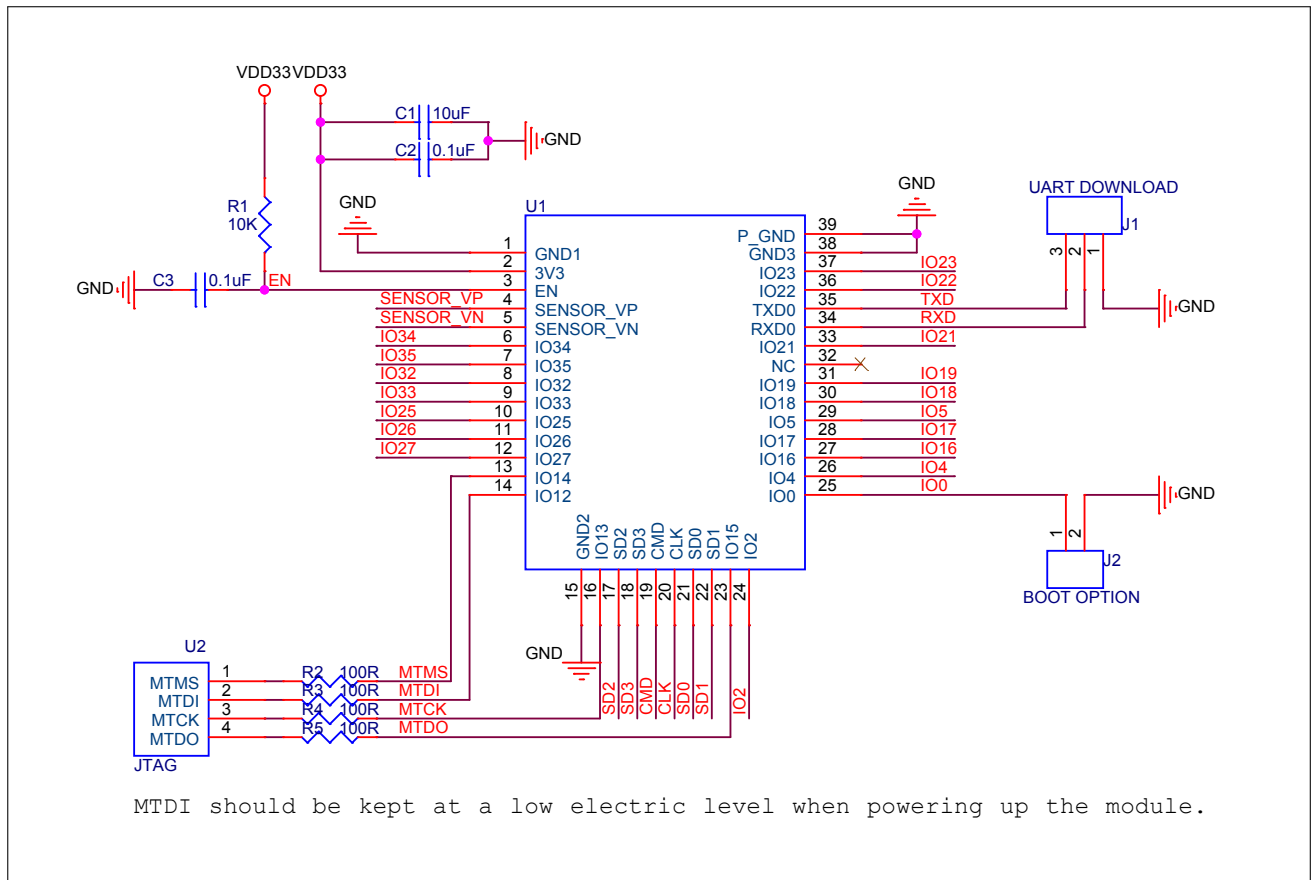 VDD33 VDD33
C1 10uF
C2 0.1uF
GND
R1
10K
GND
C3 0.1uF
EN
GND
U1
1 GND1
2 3V3
3 EN
SENSOR_VP 4 SENSOR_VP
SENSOR_VN 5 SENSOR_VN
IO34 6 IO34
IO35 7 IO35
IO32 8 IO32
IO33 9 IO33
IO25 10 IO25
IO26 11 IO26
IO27 12 IO27
13 IO14
14 IO12
GND
P_GND 39
GND3 38
IO23 37 IO23
IO22 36 IO22
TXD0 35 TXD
RXD0 34 RXD
IO21 33 IO21
NC 32
IO19 31 IO19
IO18 30 IO18
IO5 29 IO5
IO17 28 IO17
IO16 27 IO16
IO4 26 IO4
IO0 25 IO0
UART DOWNLOAD
J1
3 2 1
GND
GND
1 2
J2
BOOT OPTION
GND2 IO13 SD2 SD3 CMD CLK SD0 SD1 IO15 IO2
15 16 17 18 19 20 21 22 23 24
GND
SD2 SD3 CMD CLK SD0 SD1 IO2
U2
MTMS 1 R2 100R MTMS
MTDI 2 R3 100R MTDI
MTCK 3 R4 100R MTCK
MTDO 4 R5 100R MTDO
JTAG
MTDI should be kept at a low electric level when powering up the module.